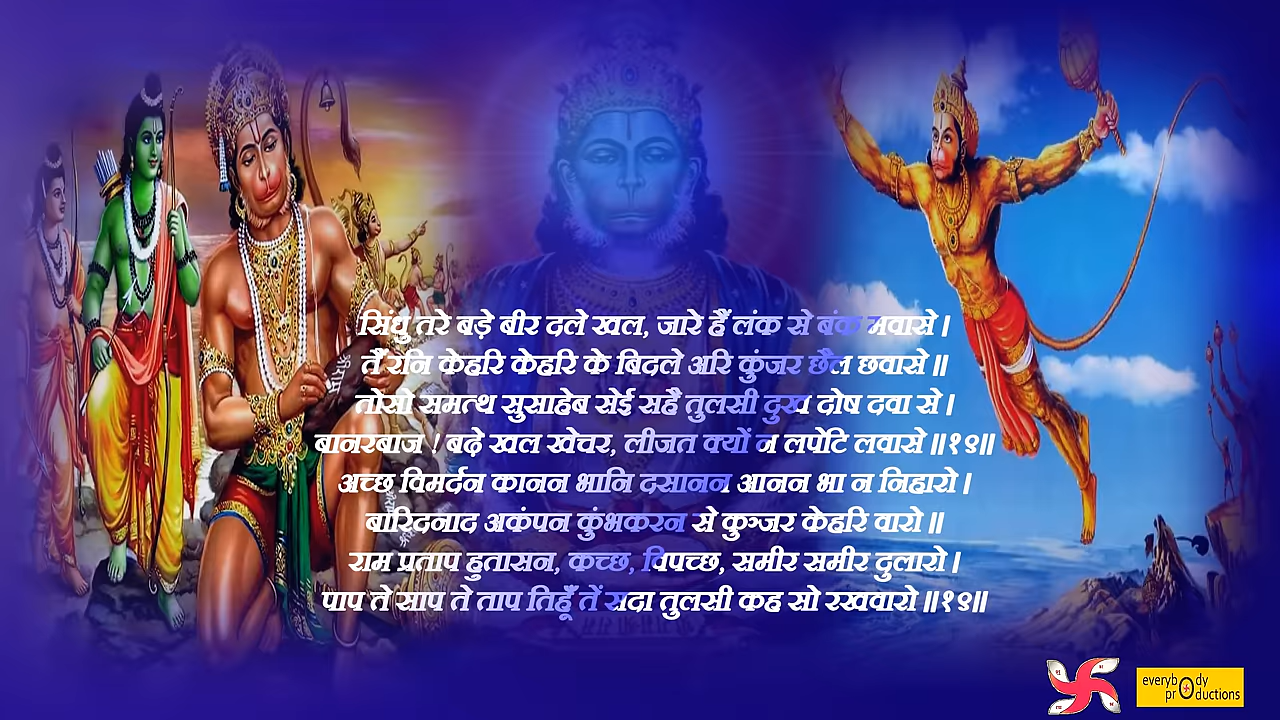 सिंधु तरे बड़े बीर दले खल, जारे हैं लंक से बंक मवासे।
तैं रनि केहरि केहरि के बिदले अरि कुंजर छैल छवासे॥
तोसो समत्थ सुसाहेब सेई सहै तुलसी दुख दोष दवा से।
बानरबाज ! बढ़े खल खेचर, लीजत क्यों न लपेटि लवासे॥१९॥
अच्छ विमर्दन कानन भानि दसानन आनन भा न निहारो।
बारिदनाद अकंपन कुंभकरन से कुञ्जर केहरि वारो॥
राम प्रताप हुतासन, कच्छ, विपच्छ, समीर समीर दुलारो।
पाप ते साप ते ताप तिहूँ तें सदा तुलसी कह सो रखवारो॥१९॥
everybody
productions